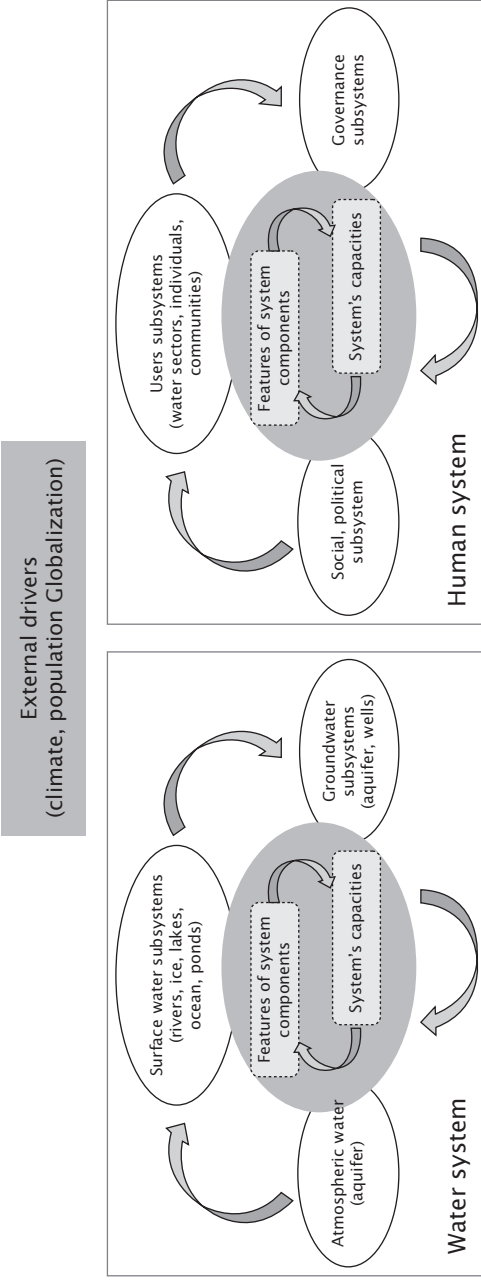 External drivers
(climate, population Globalization)
Surface water subsystems
(rivers, ice, lakes,
ocean, ponds)
Atmospheric water
(aquifer)
Features of system
components
System's capacities
Groundwater
subsystems
(aquifer, wells)
Water system
Users subsystems
(water sectors, individuals,
communities)
Social, political
subsystem
Features of system
components
System's capacities
Governance
subsystems
Human system